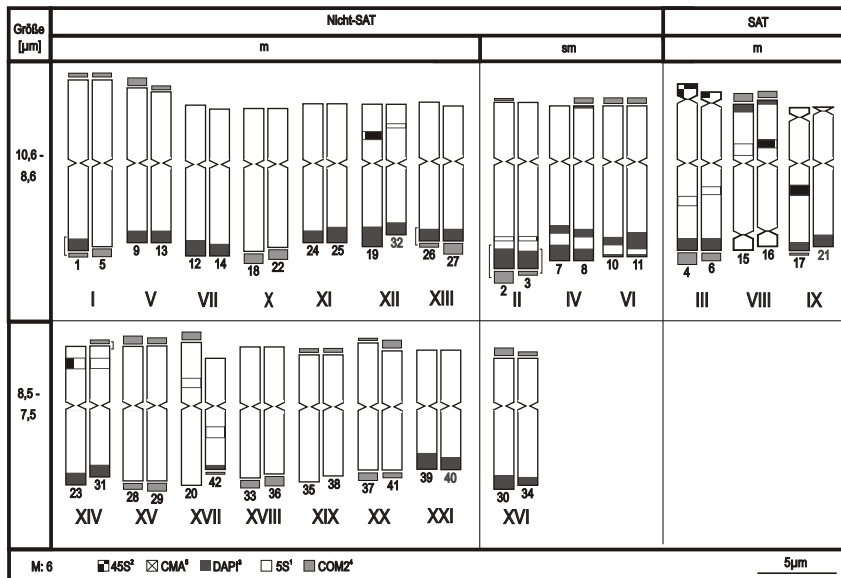 Größe [µm]
Nicht-SAT
SAT
m
sm
m
10,6 - 8,6
1 5 9 13 12 14 18 22 24 25 19 32 26 27 2 3 7 8 10 11 4 6 15 16 17 21
I V VII X XI XII XIII II IV VI III VIII IX
8,5 - 7,5
23 31 28 29 20 42 33 36 35 38 37 41 39 40 30 34
XIV XV XVII XVIII XIX XX XXI XVI
M: 6 45S² CMA⁵ DAPI³ 5S¹ COM2⁴ 5µm